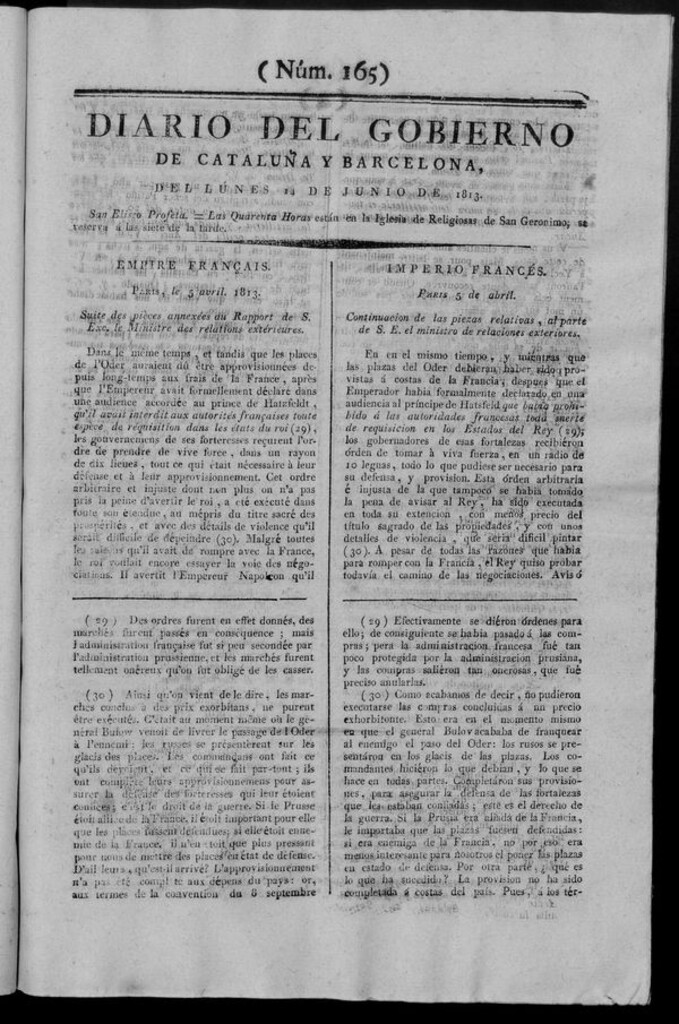 ( Núm. 165)
DIARIO DEL GOBIERNO
DE CATALUÑA Y BARCELONA,
DEL LÚNES 14 DE JUNIO DE 1813.
San Eliseo Profeta. = Las Quarenta Horas están en la Iglesia de Religiosas de San Geronimo; se
reserva á las siete de la tarde.
EMPIRE FRANÇAIS.
PARIS, le 5 avril. 1813.
Suite des pièces annexées au Rapport de S.
Exc. le Ministre des relations extérieures.
Dans le même temps, et tandis que les places
de l'Oder auraient dû être approvisionnées de-
puis long-temps aux frais de la France, après
que l'Empereur avait formellement déclaré dans
une audience accordée au prince de Hatzfeldt,
qu'il avait interdit aux autorités françaises toute
espèce de réquisition dans les états du roi (29),
les gouvernemens de ses forteresses reçurent l'or-
dre de prendre de vive force, dans un rayon
de dix lieues, tout ce qui était nécessaire à leur
défense et à leur approvisionnement. Cet ordre
arbitraire et injuste dont non plus on n'a pas
pris la peine d'avertir le roi, a été exécuté dans
toute son étendue, au mépris du titre sacré des
prospérités, et avec des détails de violence qu'il
serait difficile de dépeindre (30). Malgré toutes
les raisons qu'il avait de rompre avec la France,
le roi voulait encore essayer la voie des négo-
ciations. Il avertit l'Empereur Napoleon qu'il
(29) Des ordres furent en effet donnés, des
marchés furent passés en conséquence; mais
l'administration française fut si peu secondée par
l'administration prussienne, et les marchés furent
tellement onéreux qu'on fut obligé de les casser.
(30) Ainsi qu'on vient de le dire, les mar-
chés conclus à des prix exorbitans, ne purent
être exécutés. C'était au moment même où le gé-
néral Bulow venoit de livrer le passage de l'Oder
à l'ennemi: les russes se présentèrent sur les
glacis des places. Les commandans ont fait ce
qu'ils devoient, et ce qui se fait par-tout; ils
ont complété leurs approvisionnemens pour as-
surer la défense des forteresses qui leur étoient
confiées; c'est le droit de la guerre. Si le Prusse
étoit alliée de la France, il étoit important pour elle
que les places fussent défendues; si elle étoit enne-
mie de la France, il n'en étoit que plus pressant
pour nous de mettre des places en état de défense.
D'ailleurs, qu'est-il arrivé? L'approvisionnement
n'a pas été complété aux dépens du pays: or,
aux termes de la convention du 8 septembre
IMPERIO FRANCÉS.
PARIS 5 de abril.
Continuacion de las piezas relativas, al parte
de S. E. el ministro de relaciones exteriores.
En en el mismo tiempo, y mientras que
las plazas del Oder debieran haber sido pro-
vistas á costas de la Francia, despues que el
Emperador habia formalmente declarado en una
audiencia al príncipe de Hatsfeld que habia prohi-
bido á las autoridades francesas toda suerte
de requisicion en los Estados del Rey (29);
los gobernadores de esas fortalezas recibiéron
órden de tomar à viva fuerza, en un radio de
10 leguas, todo lo que pudiese ser necesario para
su defensa, y provision. Esta órden arbitraria
é injusta de la que tampoco se habia tomado
la pena de avisar al Rey, ha sido executada
en toda su extencion, con menos precio del
título sagrado de las propiedades, y con unos
detalles de violencia, que seria dificil pintar
(30). A pesar de todas las razones que habia
para romper con la Francia, el Rey quiso probar
todavía el camino de las negociaciones. Avisó
(29) Efectivamente se diéron órdenes para
ello; de consiguiente se habia pasado á las com-
pras; pera la administracion francesa fué tan
poco protegida por la administracion prusiana,
y las compras saliéron tan onerosas, que fué
preciso anularlas.
(30) Como acabamos de decir, no pudieron
executarse las compras concluidas á un precio
exhorbitante. Esto era en el momento mismo
en que el general Bulov acababa de franquear
al enemigo el paso del Oder: los rusos se pre-
sentáron en los glacis de las plazas. Los co-
mandantes hiciéron lo que debian, y lo que se
hace en todas partes. Completáron sus provisio-
nes, para asegurar la defensa de las fortalezas
que les estaban confiadas; este es el derecho de
la guerra. Si la Prusia era aliada de la Francia,
le importaba que las plazas fuesen defendidas:
si era enemiga de la Francia, no por eso era
menos interesante para nosotros el poner las plazas
en estado de defensa. Por otra parte, ¿ qué es
lo que ha sucedido? La provision no ha sido
completada á costas del país. Pues, á los tér-